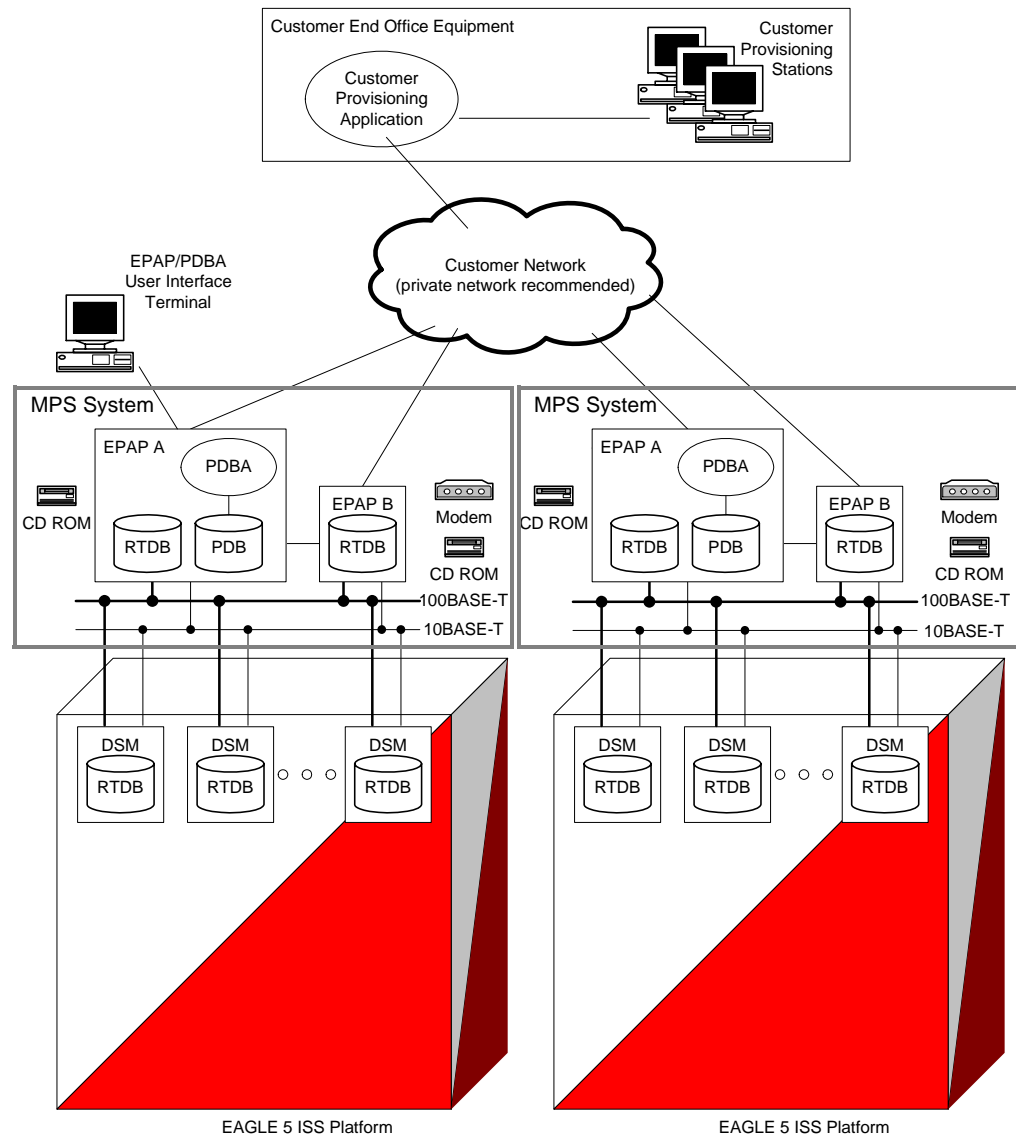 Customer End Office Equipment
Customer
Provisioning
Stations
Customer
Provisioning
Application
Customer Network
(private network recommended)
EPAP/PDBA
User Interface
Terminal
MPS System
EPAP A
PDBA
CD ROM
RTDB
PDB
EPAP B
RTDB
Modem
CD ROM
100BASE-T
10BASE-T
MPS System
EPAP A
PDBA
CD ROM
RTDB
PDB
EPAP B
RTDB
Modem
CD ROM
100BASE-T
10BASE-T
DSM
RTDB
DSM
RTDB
DSM
RTDB
DSM
RTDB
DSM
RTDB
DSM
RTDB
EAGLE 5 ISS Platform
EAGLE 5 ISS Platform